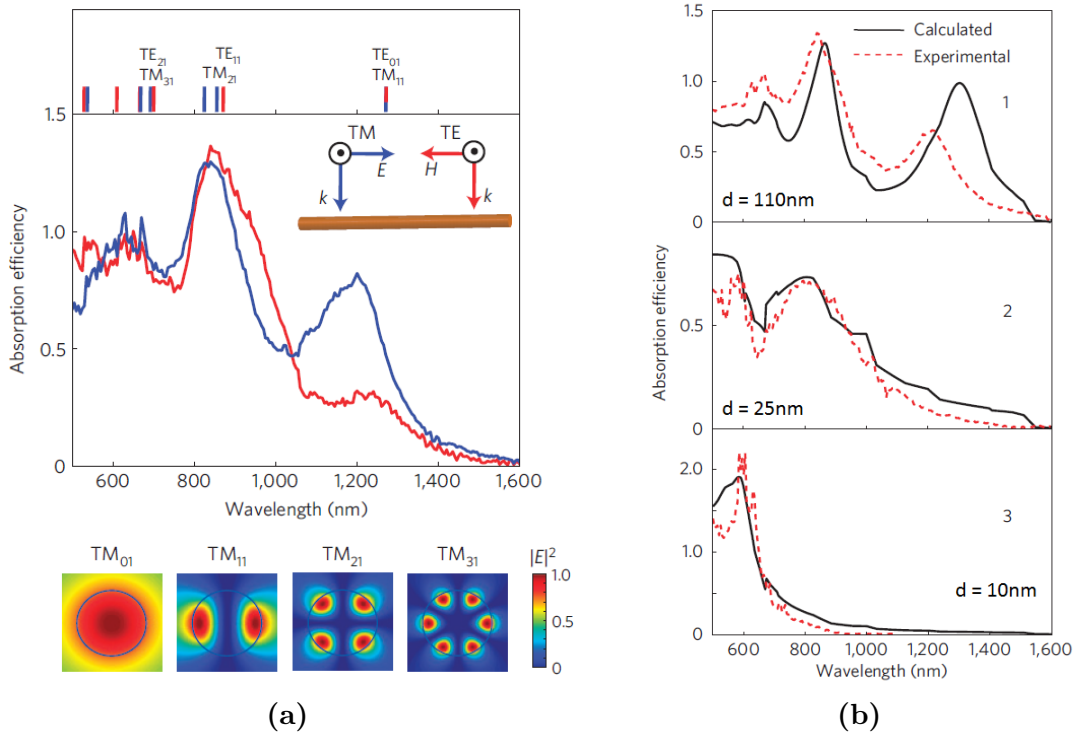 TE21
TM31
TE11
TM21
TE01
TM11
1.5
1.0
0.5
0
Absorption efficiency
TM
TE
E
H
k
k
600
800
1,000
1,200
1,400
1,600
Wavelength (nm)
TM01
TM11
TM21
TM31
|E|2
1.0
0.5
0
(a)
Calculated
Experimental
1.5
1.0
0.5
0
1
d = 110nm
0.5
0
2
d = 25nm
Absorption efficiency
2.0
1.0
0
3
d = 10nm
600
800
1,000
1,200
1,400
1,600
Wavelength (nm)
(b)